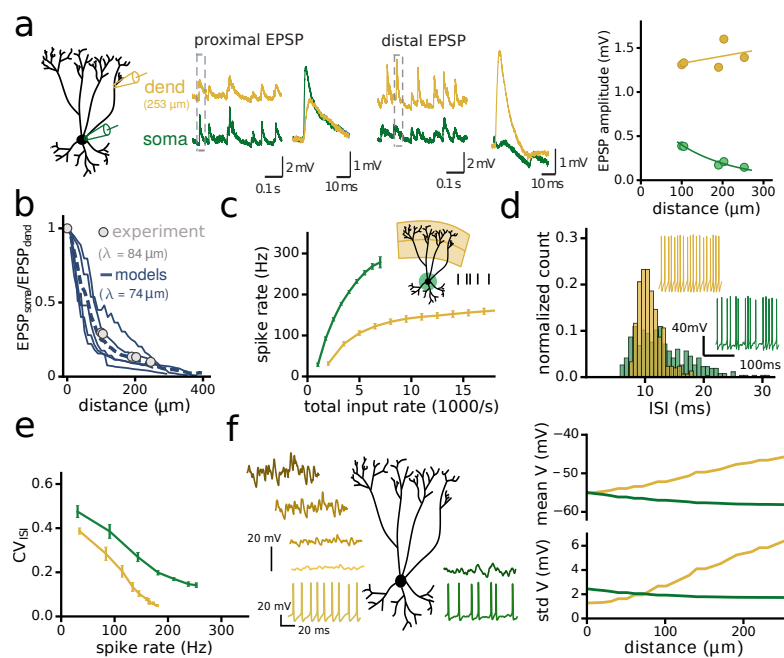 a
proximal EPSP
distal EPSP
dend
(253 μm)
soma
2 mV
0.1 s
1 mV
10 ms
2 mV
0.1 s
1 mV
10 ms
EPSP amplitude (mV)
1.5
1.0
0.5
0.0
0
100
200
300
distance (μm)
b
EPSPsoma/EPSPdend
1
0.5
0
0
100
200
300
400
distance (μm)
experiment
(λ = 84 μm)
models
(λ = 74 μm)
c
spike rate (Hz)
300
200
100
0
0
5
10
15
total input rate (1000/s)
d
normalized count
0.3
0.2
0.1
0.0
0
10
20
30
ISI (ms)
40mV
100ms
e
CVISI
0.6
0.4
0.2
0.0
0
100
200
300
spike rate (Hz)
f
20 mV
20 mV
20 ms
mean V (mV)
−40
−50
−60
std V (mV)
6
4
2
0
0
100
200
distance (μm)